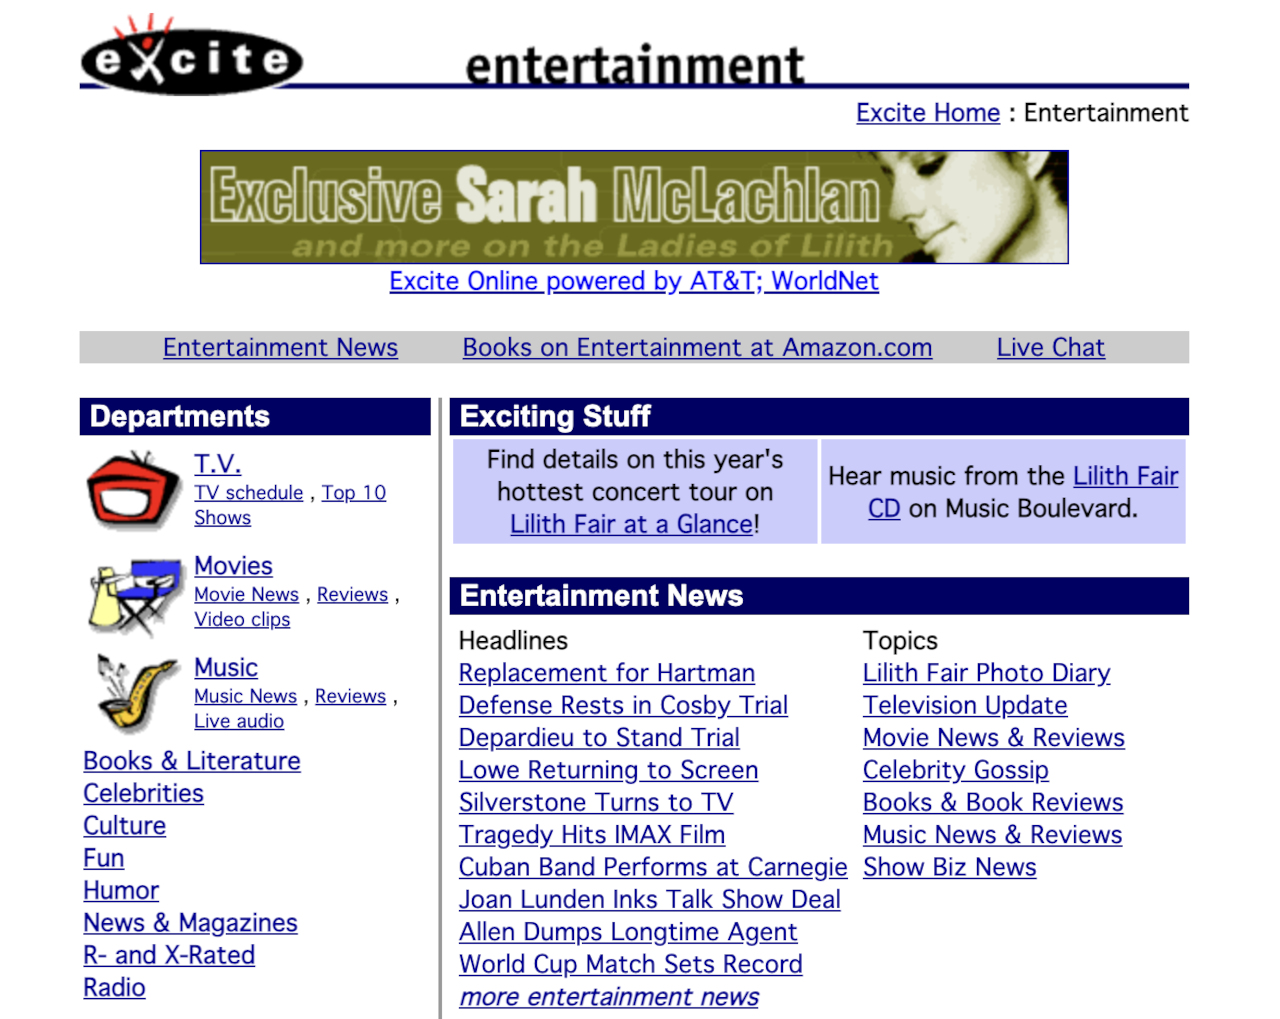 excite
entertainment
Excite Home : Entertainment
Exclusive Sarah McLachlan
and more on the Ladies of Lilith
Excite Online powered by AT&T; WorldNet
Entertainment News
Books on Entertainment at Amazon.com
Live Chat
Departments
T.V.
TV schedule , Top 10
Shows
Movies
Movie News , Reviews ,
Video clips
Music
Music News , Reviews ,
Live audio
Books & Literature
Celebrities
Culture
Fun
Humor
News & Magazines
R- and X-Rated
Radio
Exciting Stuff
Find details on this year's
hottest concert tour on
Lilith Fair at a Glance!
Hear music from the Lilith Fair
CD on Music Boulevard.
Entertainment News
Headlines
Replacement for Hartman
Defense Rests in Cosby Trial
Depardieu to Stand Trial
Lowe Returning to Screen
Silverstone Turns to TV
Tragedy Hits IMAX Film
Cuban Band Performs at Carnegie
Joan Lunden Inks Talk Show Deal
Allen Dumps Longtime Agent
World Cup Match Sets Record
more entertainment news
Topics
Lilith Fair Photo Diary
Television Update
Movie News & Reviews
Celebrity Gossip
Books & Book Reviews
Music News & Reviews
Show Biz News